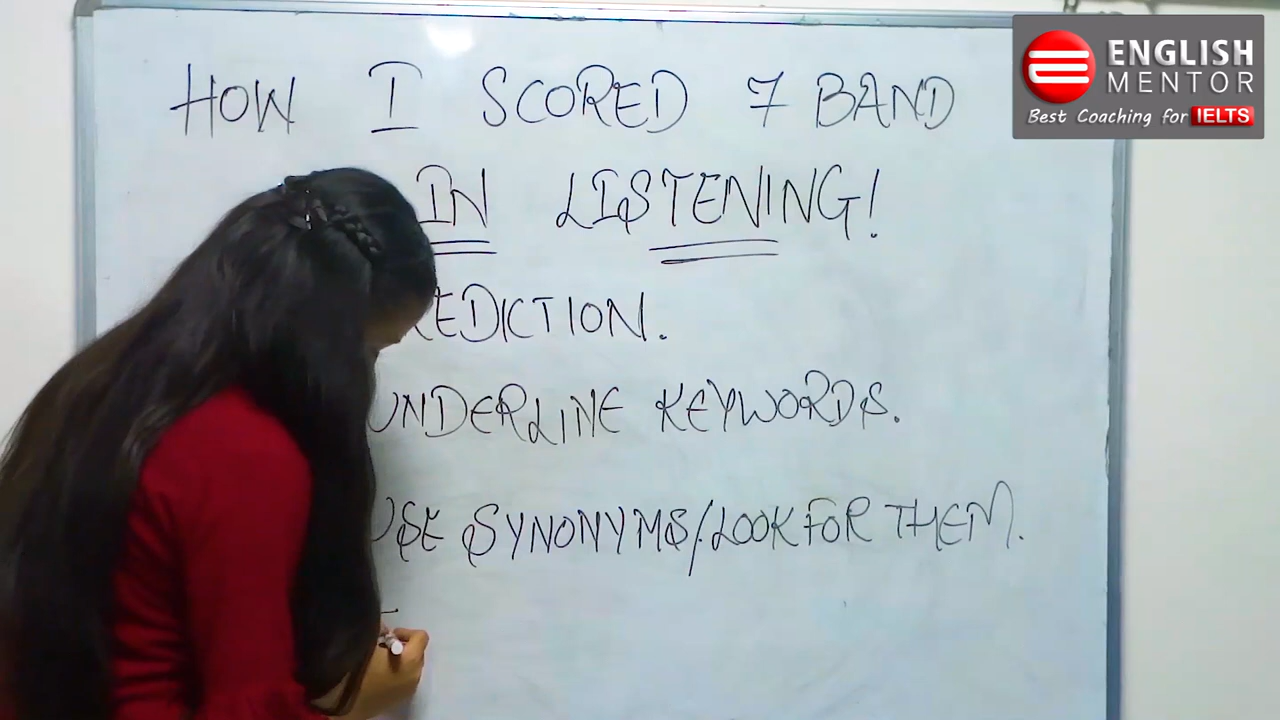 HOW I SCORED 7 BAND
IN LISTENING!
REDICTION.
UNDERLINE KEYWORDS.
USE SYNONYMS/LOOK FOR THEM.
ENGLISH
MENTOR
Best Coaching for IELTS